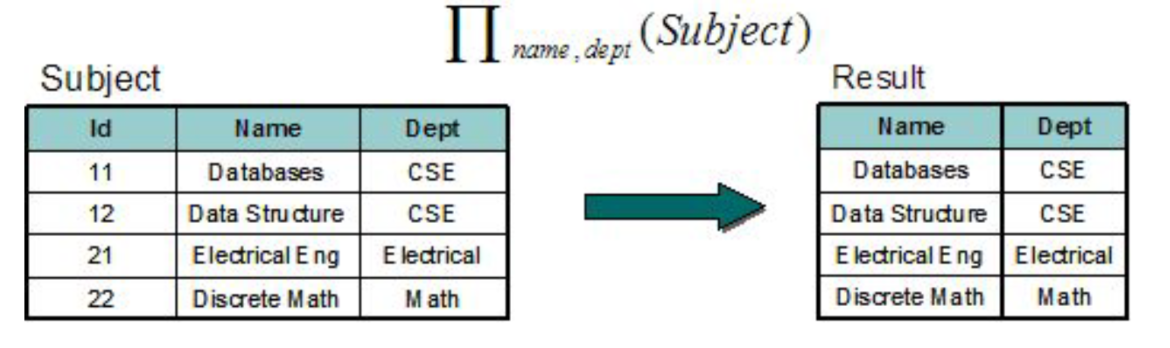 ∏ name,dept (Subject)
Subject
Id Name Dept
11 Databases CSE
12 Data Structure CSE
21 Electrical Eng Electrical
22 Discrete Math Math
Result
Name Dept
Databases CSE
Data Structure CSE
Electrical Eng Electrical
Discrete Math Math